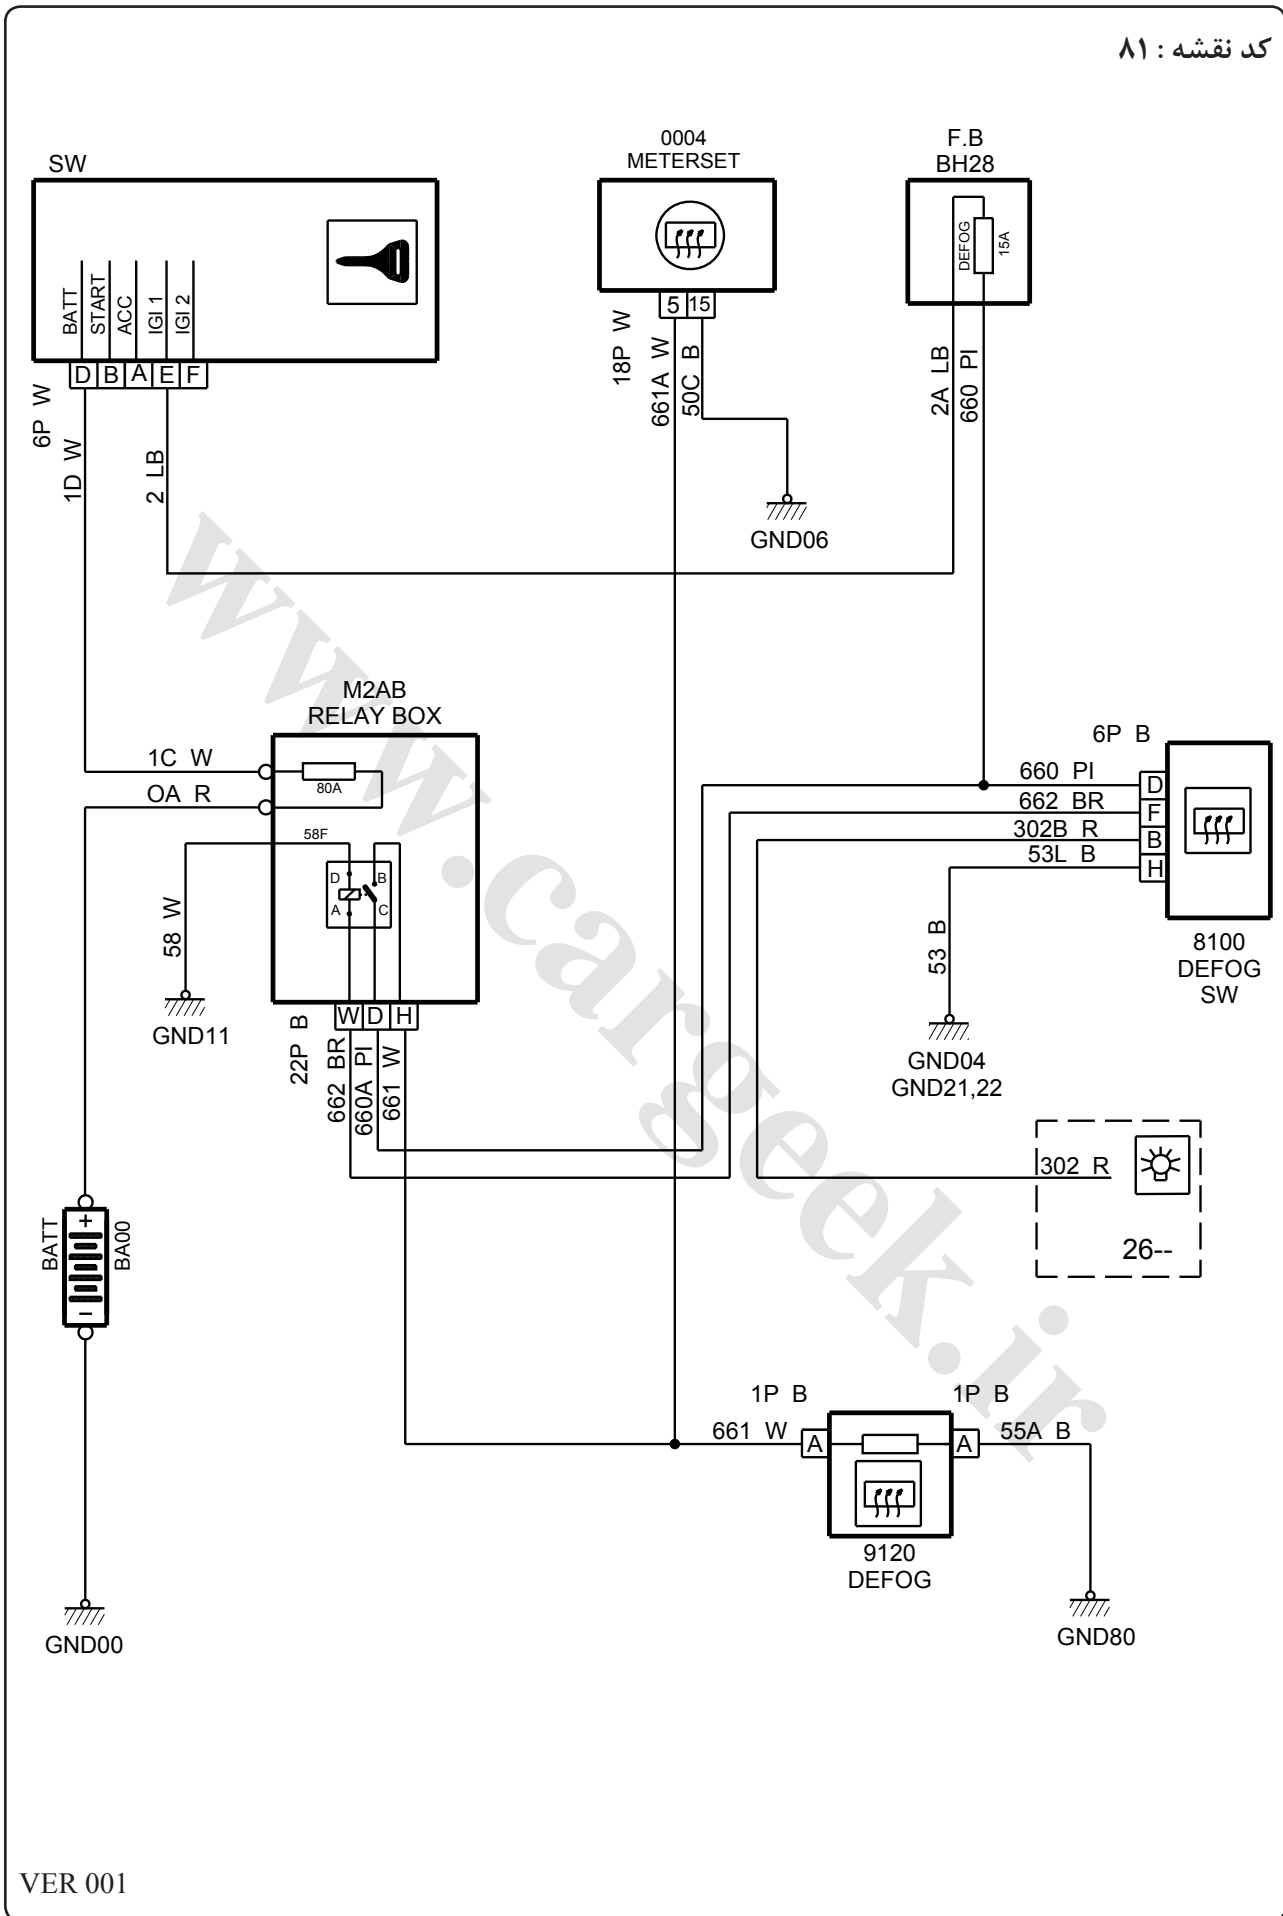 کد نقشه : ۸۱
SW
BATT
START
ACC
IGI 1
IGI 2
D B A E F
6P W
1D W
2 LB
0004
METERSET
5 15
18P W
661A W
50C B
GND06
F.B
BH28
DEFOG
15A
2A LB
660 PI
M2AB
RELAY BOX
1C W
80A
OA R
58F
D B
A C
58 W
GND11
W D H
22P B
662 BR
660A PI
661 W
6P B
660 PI D
662 BR F
302B R B
53L B H
53 B
8100
DEFOG
SW
GND04
GND21,22
302 R
26--
BATT
+
−
BA00
GND00
1P B
1P B
661 W A
A 55A B
9120
DEFOG
GND80
www.cargeek.ir
VER 001